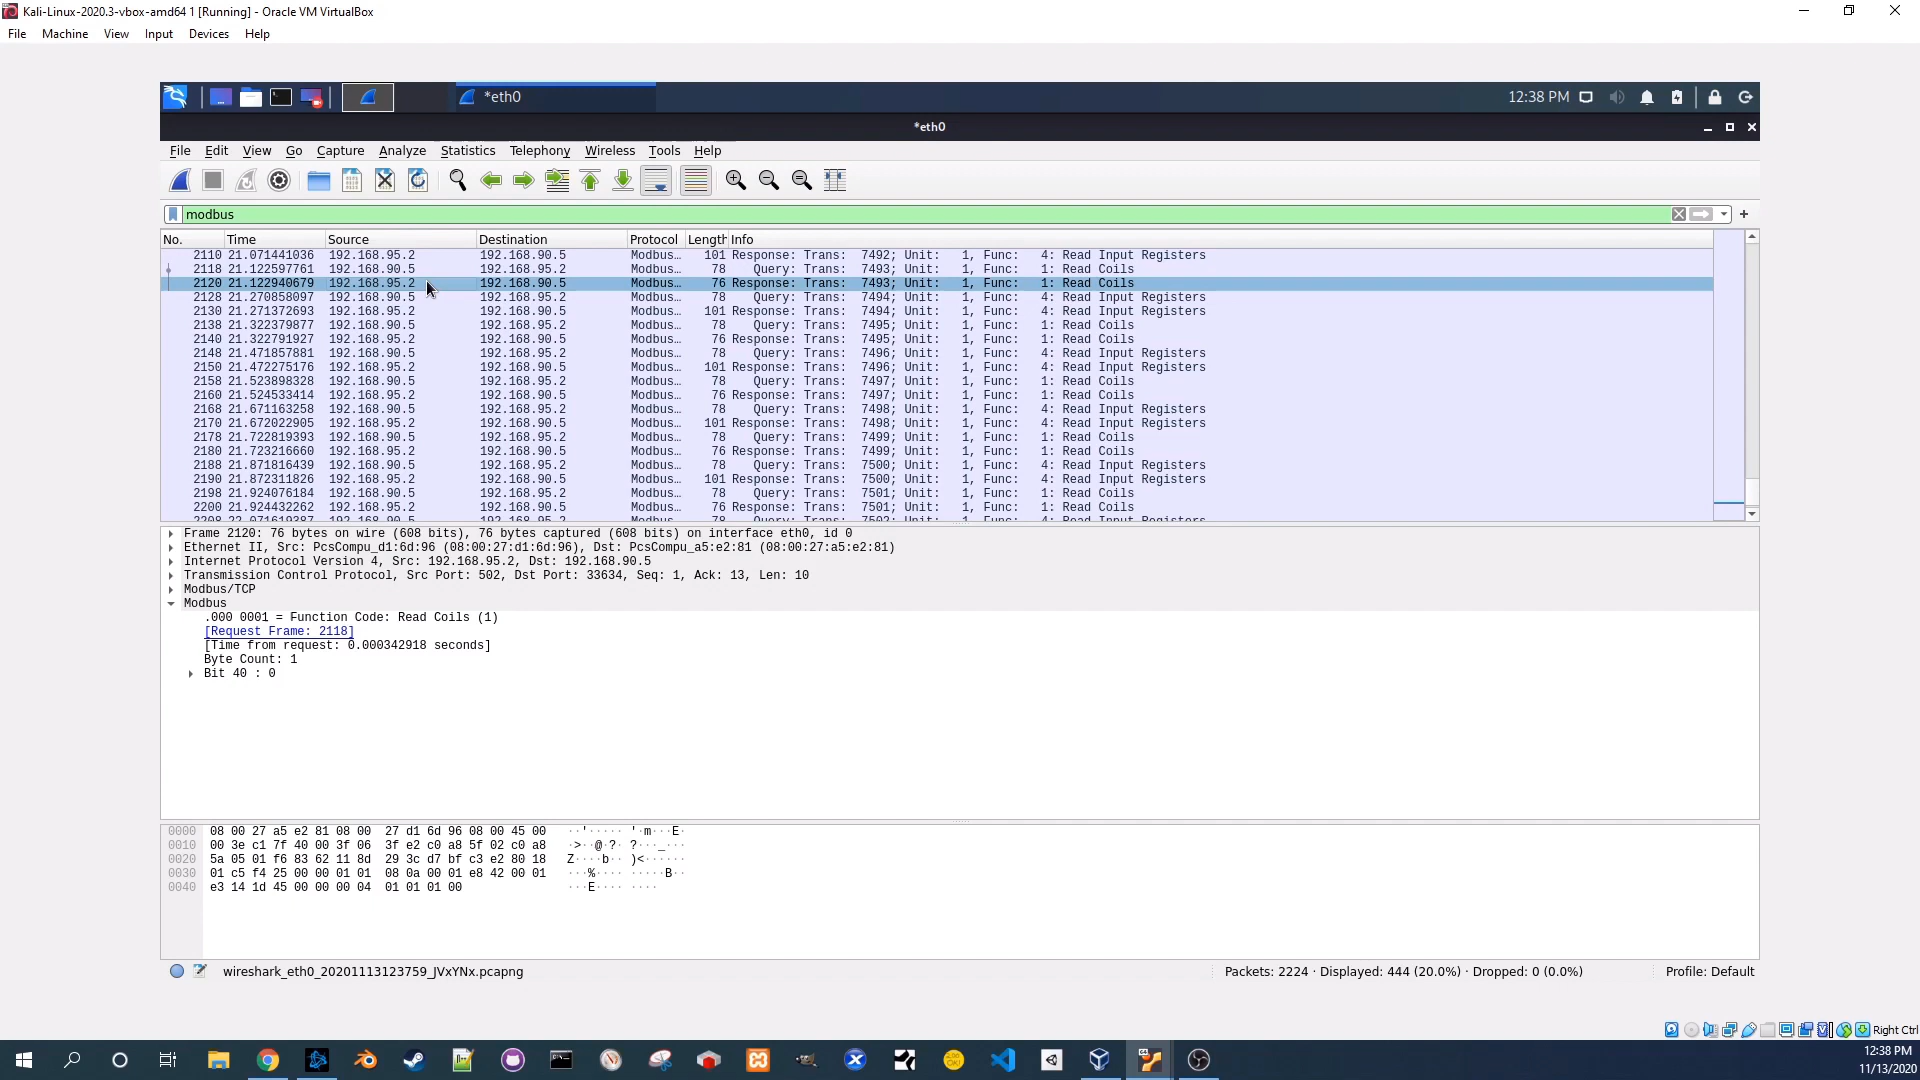 Kali-Linux-2020.3-vbox-amd64 1 [Running] - Oracle VM VirtualBox
File Machine View Input Devices Help
*eth0 12:38 PM
*eth0
File Edit View Go Capture Analyze Statistics Telephony Wireless Tools Help
modbus
No. Time Source Destination Protocol Length Info
2110 21.071441036 192.168.95.2 192.168.90.5 Modbus… 101 Response: Trans: 7492; Unit: 1, Func: 4: Read Input Registers
2118 21.122597761 192.168.90.5 192.168.95.2 Modbus… 78 Query: Trans: 7493; Unit: 1, Func: 1: Read Coils
2120 21.122940679 192.168.95.2 192.168.90.5 Modbus… 76 Response: Trans: 7493; Unit: 1, Func: 1: Read Coils
2128 21.270858097 192.168.90.5 192.168.95.2 Modbus… 78 Query: Trans: 7494; Unit: 1, Func: 4: Read Input Registers
2130 21.271372693 192.168.95.2 192.168.90.5 Modbus… 101 Response: Trans: 7494; Unit: 1, Func: 4: Read Input Registers
2138 21.322379877 192.168.90.5 192.168.95.2 Modbus… 78 Query: Trans: 7495; Unit: 1, Func: 1: Read Coils
2140 21.322791927 192.168.95.2 192.168.90.5 Modbus… 76 Response: Trans: 7495; Unit: 1, Func: 1: Read Coils
2148 21.471857881 192.168.90.5 192.168.95.2 Modbus… 78 Query: Trans: 7496; Unit: 1, Func: 4: Read Input Registers
2150 21.472275176 192.168.95.2 192.168.90.5 Modbus… 101 Response: Trans: 7496; Unit: 1, Func: 4: Read Input Registers
2158 21.523898328 192.168.90.5 192.168.95.2 Modbus… 78 Query: Trans: 7497; Unit: 1, Func: 1: Read Coils
2160 21.524533414 192.168.95.2 192.168.90.5 Modbus… 76 Response: Trans: 7497; Unit: 1, Func: 1: Read Coils
2168 21.671163258 192.168.90.5 192.168.95.2 Modbus… 78 Query: Trans: 7498; Unit: 1, Func: 4: Read Input Registers
2170 21.672022905 192.168.95.2 192.168.90.5 Modbus… 101 Response: Trans: 7498; Unit: 1, Func: 4: Read Input Registers
2178 21.722819393 192.168.90.5 192.168.95.2 Modbus… 78 Query: Trans: 7499; Unit: 1, Func: 1: Read Coils
2180 21.723216660 192.168.95.2 192.168.90.5 Modbus… 76 Response: Trans: 7499; Unit: 1, Func: 1: Read Coils
2188 21.871816439 192.168.90.5 192.168.95.2 Modbus… 78 Query: Trans: 7500; Unit: 1, Func: 4: Read Input Registers
2190 21.872311826 192.168.95.2 192.168.90.5 Modbus… 101 Response: Trans: 7500; Unit: 1, Func: 4: Read Input Registers
2198 21.924076184 192.168.90.5 192.168.95.2 Modbus… 78 Query: Trans: 7501; Unit: 1, Func: 1: Read Coils
2200 21.924432262 192.168.95.2 192.168.90.5 Modbus… 76 Response: Trans: 7501; Unit: 1, Func: 1: Read Coils
2208 22.071619387 192.168.90.5 192.168.95.2 Modbus… 78 Query: Trans: 7502; Unit: 1, Func: 4: Read Input Registers
Frame 2120: 76 bytes on wire (608 bits), 76 bytes captured (608 bits) on interface eth0, id 0
Ethernet II, Src: PcsCompu_d1:6d:96 (08:00:27:d1:6d:96), Dst: PcsCompu_a5:e2:81 (08:00:27:a5:e2:81)
Internet Protocol Version 4, Src: 192.168.95.2, Dst: 192.168.90.5
Transmission Control Protocol, Src Port: 502, Dst Port: 33634, Seq: 1, Ack: 13, Len: 10
Modbus/TCP
Modbus
.000 0001 = Function Code: Read Coils (1)
[Request Frame: 2118]
[Time from request: 0.000342918 seconds]
Byte Count: 1
Bit 40 : 0
0000 08 00 27 a5 e2 81 08 00 27 d1 6d 96 08 00 45 00 ··'····· '·m···E·
0010 00 3e c1 7f 40 00 3f 06 3f e2 c0 a8 5f 02 c0 a8 ·>··@·?· ?···_···
0020 5a 05 01 f6 83 62 11 8d 29 3c d7 bf c3 e2 80 18 Z····b·· )<······
0030 01 c5 f4 25 00 00 01 01 08 0a 00 01 e8 42 00 01 ···%···· ·····B··
0040 e3 14 1d 45 00 00 00 04 01 01 01 00 ···E···· ····
wireshark_eth0_20201113123759_JVxYNx.pcapng Packets: 2224 · Displayed: 444 (20.0%) · Dropped: 0 (0.0%) Profile: Default
Right Ctrl
12:38 PM
11/13/2020